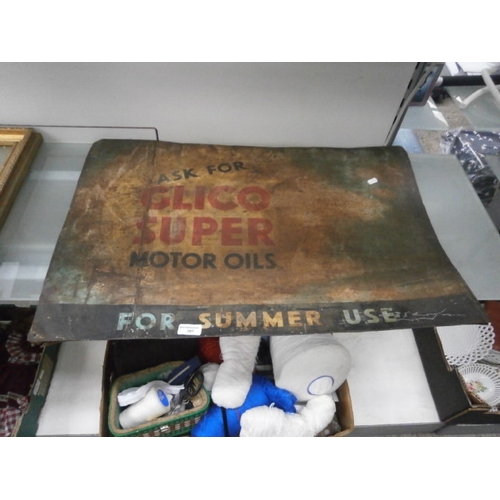 ASK FOR
GLICO
SUPER
MOTOR OILS
FOR SUMMER USE